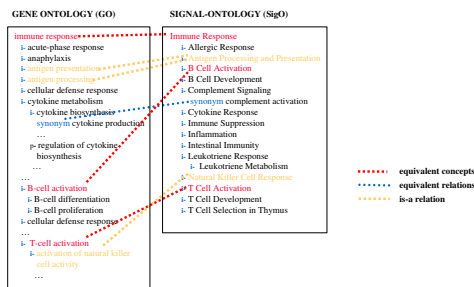 GENE ONTOLOGY (GO)
immune response
i- acute-phase response
i- anaphylaxis
i- antigen presentation
i- antigen processing
i- cellular defense response
i- cytokine metabolism
i- cytokine biosynthesis
synonym cytokine production
...
p- regulation of cytokine
biosynthesis
...
...
i- B-cell activation
i- B-cell differentiation
i- B-cell proliferation
i- cellular defense response
...
i- T-cell activation
i- activation of natural killer
cell activity
...
SIGNAL-ONTOLOGY (SigO)
Immune Response
i- Allergic Response
i- Antigen Processing and Presentation
i- B Cell Activation
i- B Cell Development
i- Complement Signaling
synonym complement activation
i- Cytokine Response
i- Immune Suppression
i- Inflammation
i- Intestinal Immunity
i- Leukotriene Response
i- Leukotriene Metabolism
i- Natural Killer Cell Response
i- T Cell Activation
i- T Cell Development
i- T Cell Selection in Thymus
equivalent concepts
equivalent relations
is-a relation